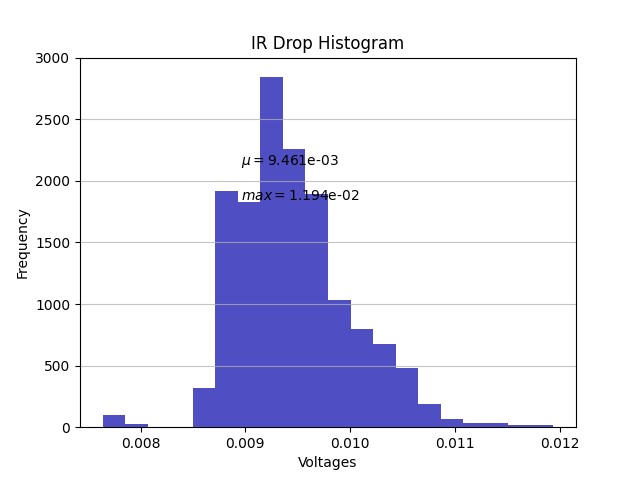 IR Drop Histogram
3000
2500
2000
1500
1000
500
0
Frequency
μ = 9.461e-03
max = 1.194e-02
0.008 0.009 0.010 0.011 0.012
Voltages